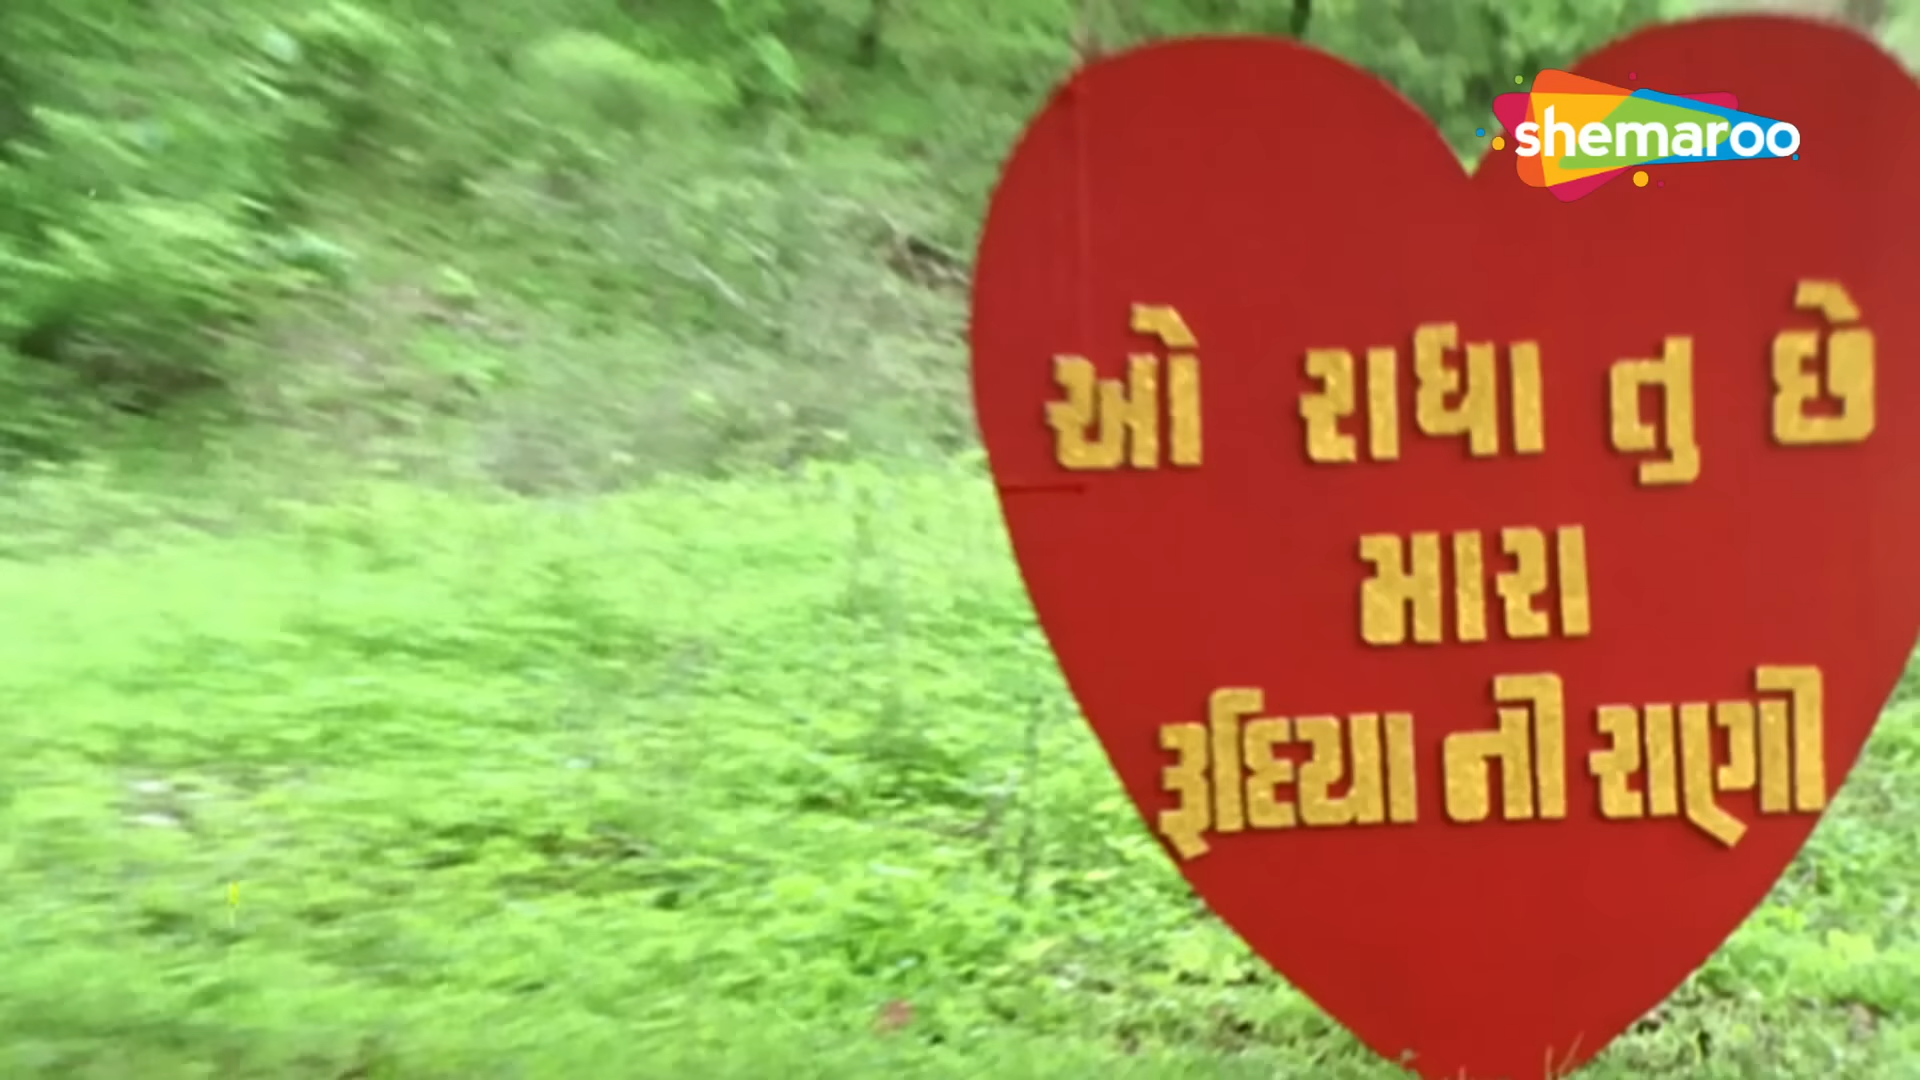 shemaroo
ઓ રાધા તુ છે
મારા
રૂદિયા ની રાણી